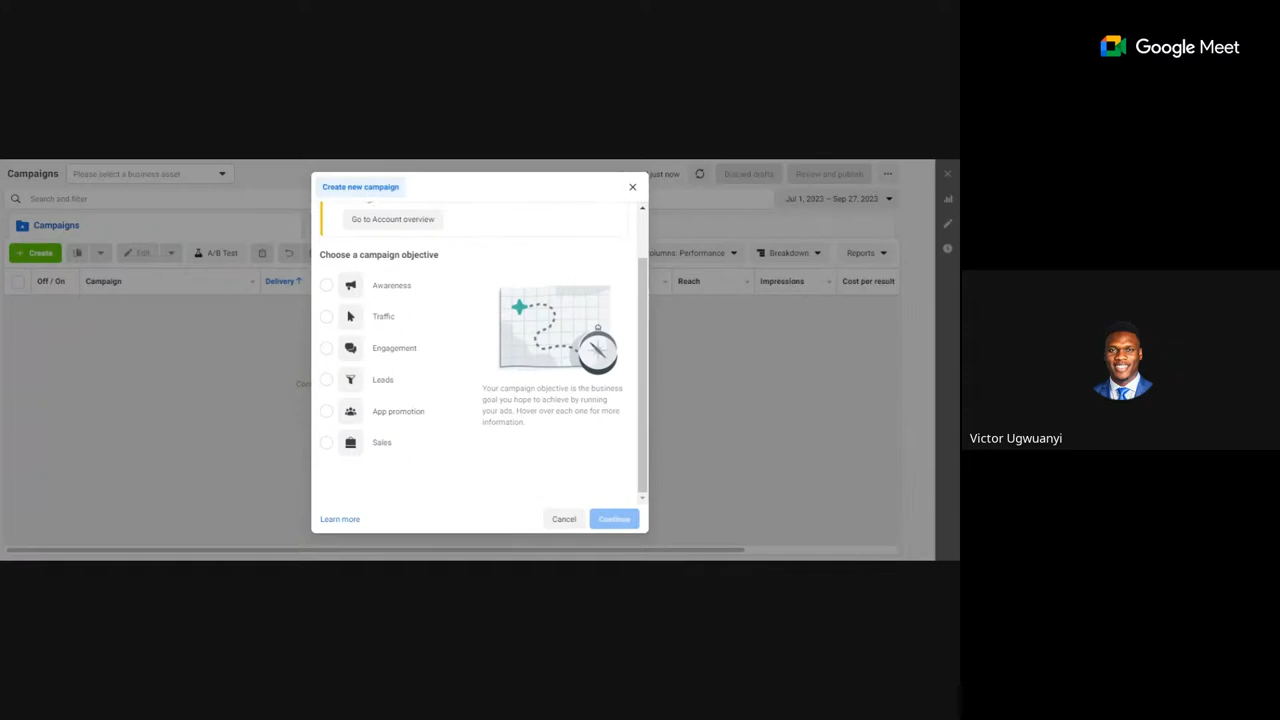 Google Meet
Campaigns
Please select a business asset
just now
Discard drafts
Review and publish
Search and filter
Jul 1, 2023 – Sep 27, 2023
Campaigns
Create
Edit
A/B Test
Columns: Performance
Breakdown
Reports
Off / On
Campaign
Delivery ↑
Reach
Impressions
Cost per result
Create new campaign
Go to Account overview
Choose a campaign objective
Awareness
Traffic
Engagement
Leads
App promotion
Sales
Your campaign objective is the business
goal you hope to achieve by running
your ads. Hover over each one for more
information.
Learn more
Cancel
Continue
Victor Ugwuanyi